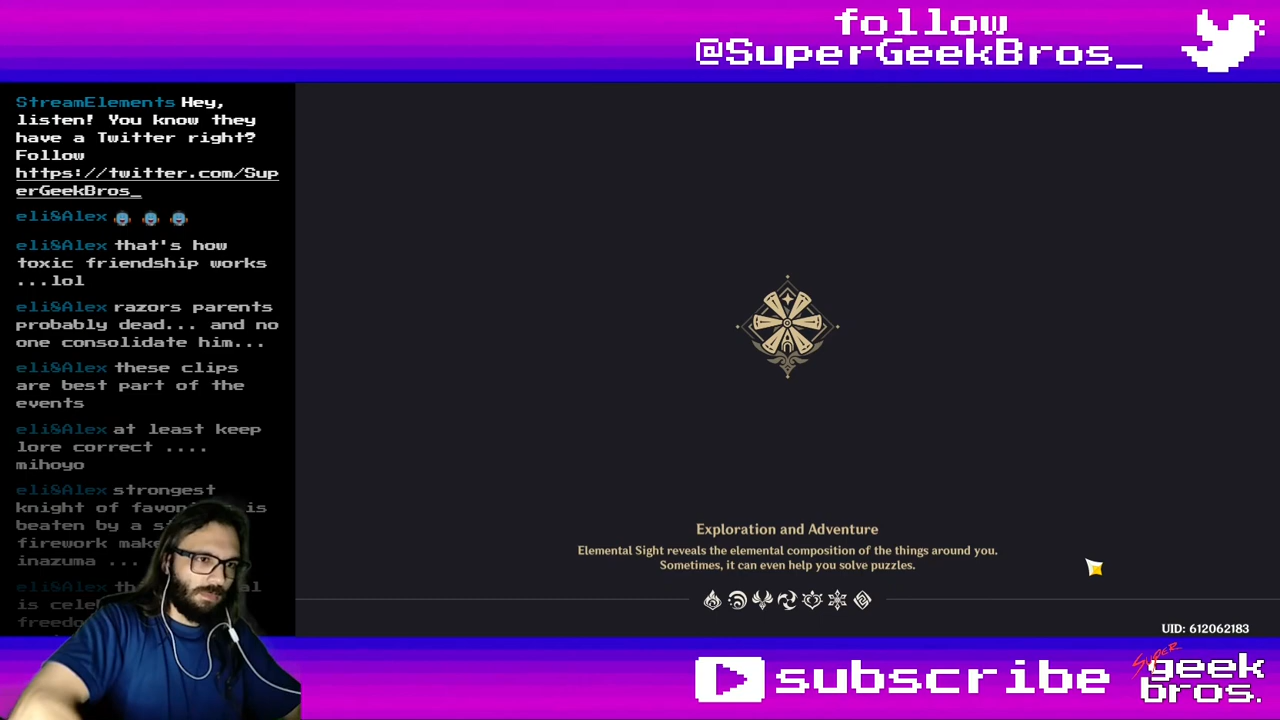 follow
@SuperGeekBros_
StreamElements Hey,
listen! You know they
have a Twitter right?
Follow
https://twitter.com/Sup
erGeekBros_
eli&Alex
eli&Alex that's how
toxic friendship works
...lol
eli&Alex razors parents
probably dead... and no
one consolidate him...
eli&Alex these clips
are best part of the
events
eli&Alex at least keep
lore correct ....
mihoyo
eli&Alex strongest
knight of is
beaten by a
firework
inazuma ...
eli&Alex
is
Exploration and Adventure
Elemental Sight reveals the elemental composition of the things around you.
Sometimes, it can even help you solve puzzles.
UID: 612062183
subscribe
SUPER
geek
bros.